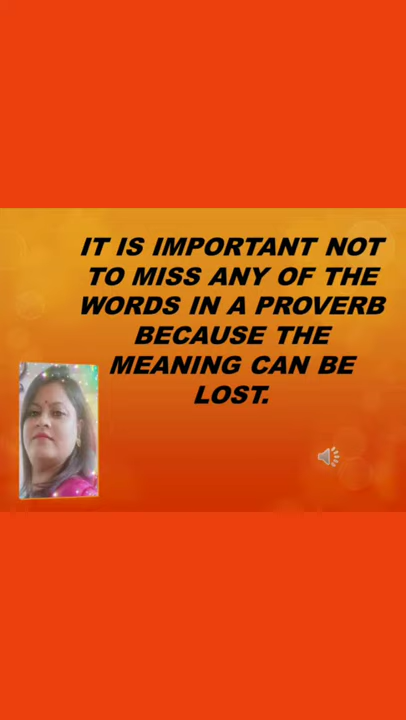 IT IS IMPORTANT NOT
TO MISS ANY OF THE
WORDS IN A PROVERB
BECAUSE THE
MEANING CAN BE
LOST.